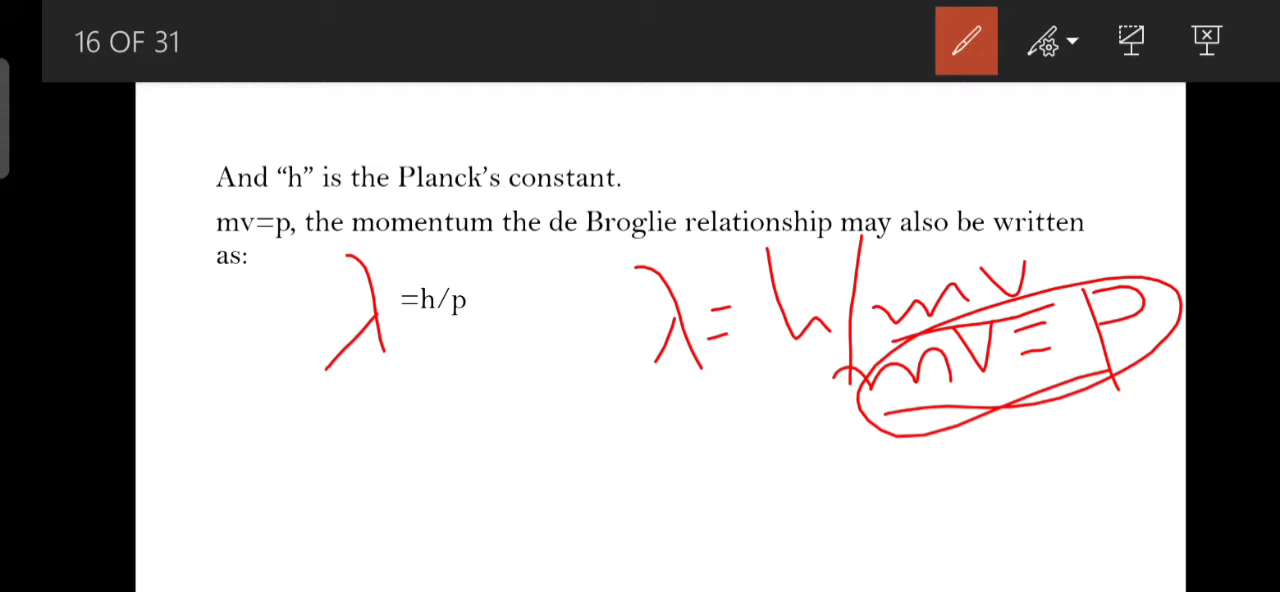 16 OF 31
And “h” is the Planck’s constant.
mv=p, the momentum the de Broglie relationship may also be written
as:
λ =h/p
λ = h/mv
mv = P